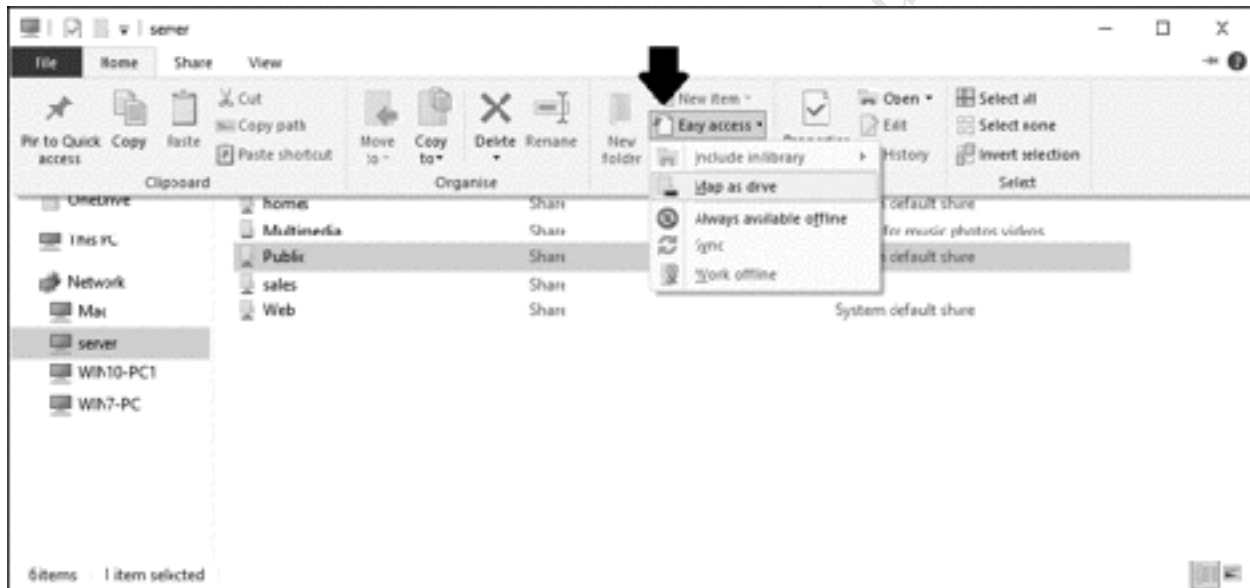 server
File Home Share View
Pin to Quick access
Copy
Paste
Cut
Copy path
Paste shortcut
Clipboard
Move to
Copy to
Delete
Rename
Organise
New folder
New item
Easy access
Open
Edit
History
Select all
Select none
Invert selection
Select
Include in library
Map as drive
Always available offline
Sync
Work offline
OneDrive
This PC
Network
Mac
server
WIN10-PC1
WIN7-PC
homes Share default share
Multimedia Share for music photos videos
Public Share default share
sales Share
Web Share System default share
6 items 1 item selected